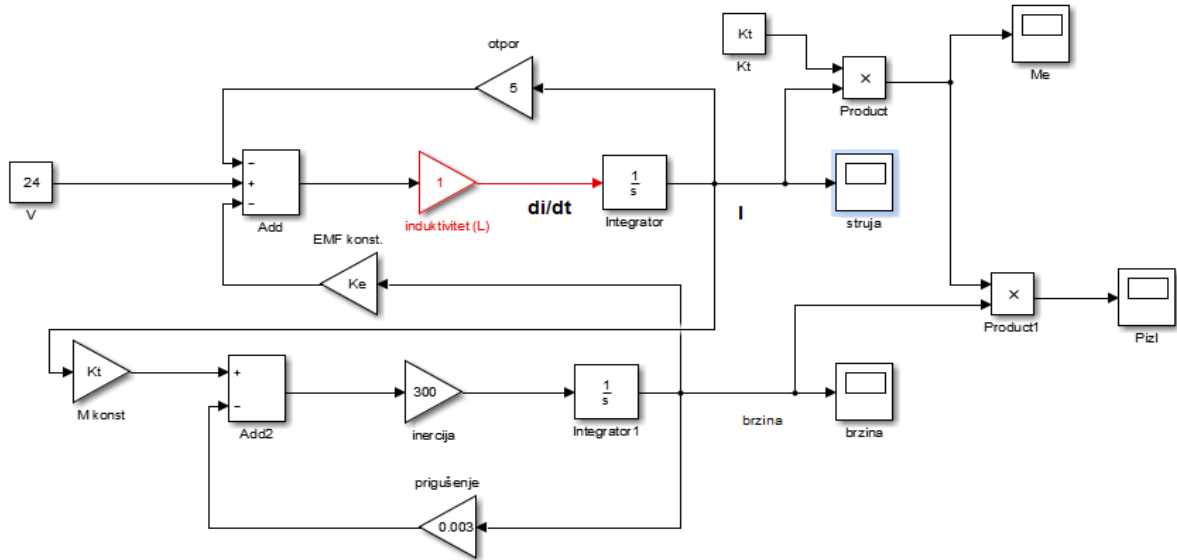 otpor
5
Kt
Kt
×
Product
Me
24
V
−
+
−
Add
1
induktivitet (L)
di/dt
1
s
Integrator
I
struja
EMF konst.
Ke
×
Product1
Pizl
Kt
M konst
+
−
Add2
300
inercija
1
s
Integrator1
brzina
brzina
prigušenje
0.003